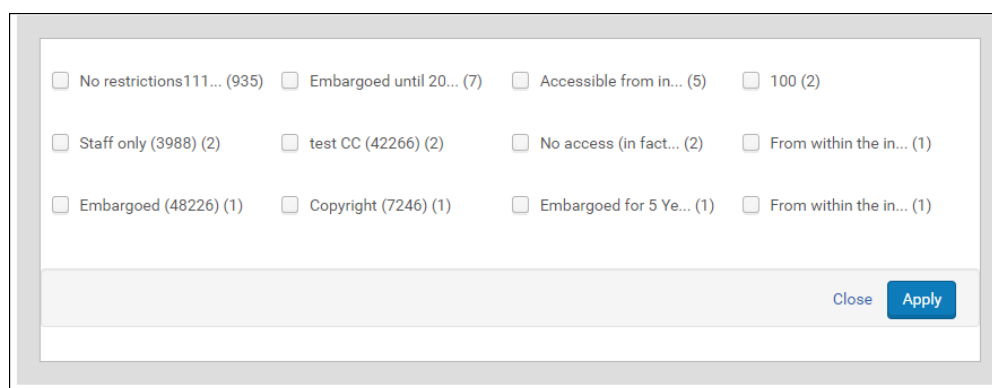 No restrictions111... (935) Embargoed until 20... (7) Accessible from in... (5) 100 (2)
Staff only (3988) (2) test CC (42266) (2) No access (in fact... (2) From within the in... (1)
Embargoed (48226) (1) Copyright (7246) (1) Embargoed for 5 Ye... (1) From within the in... (1)
Close Apply